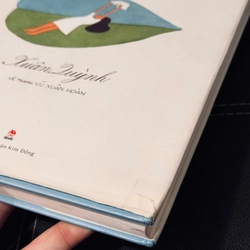 Xuân Quỳnh
VẼ TRANH: VŨ XUÂN HOÀN
Kim Đồng